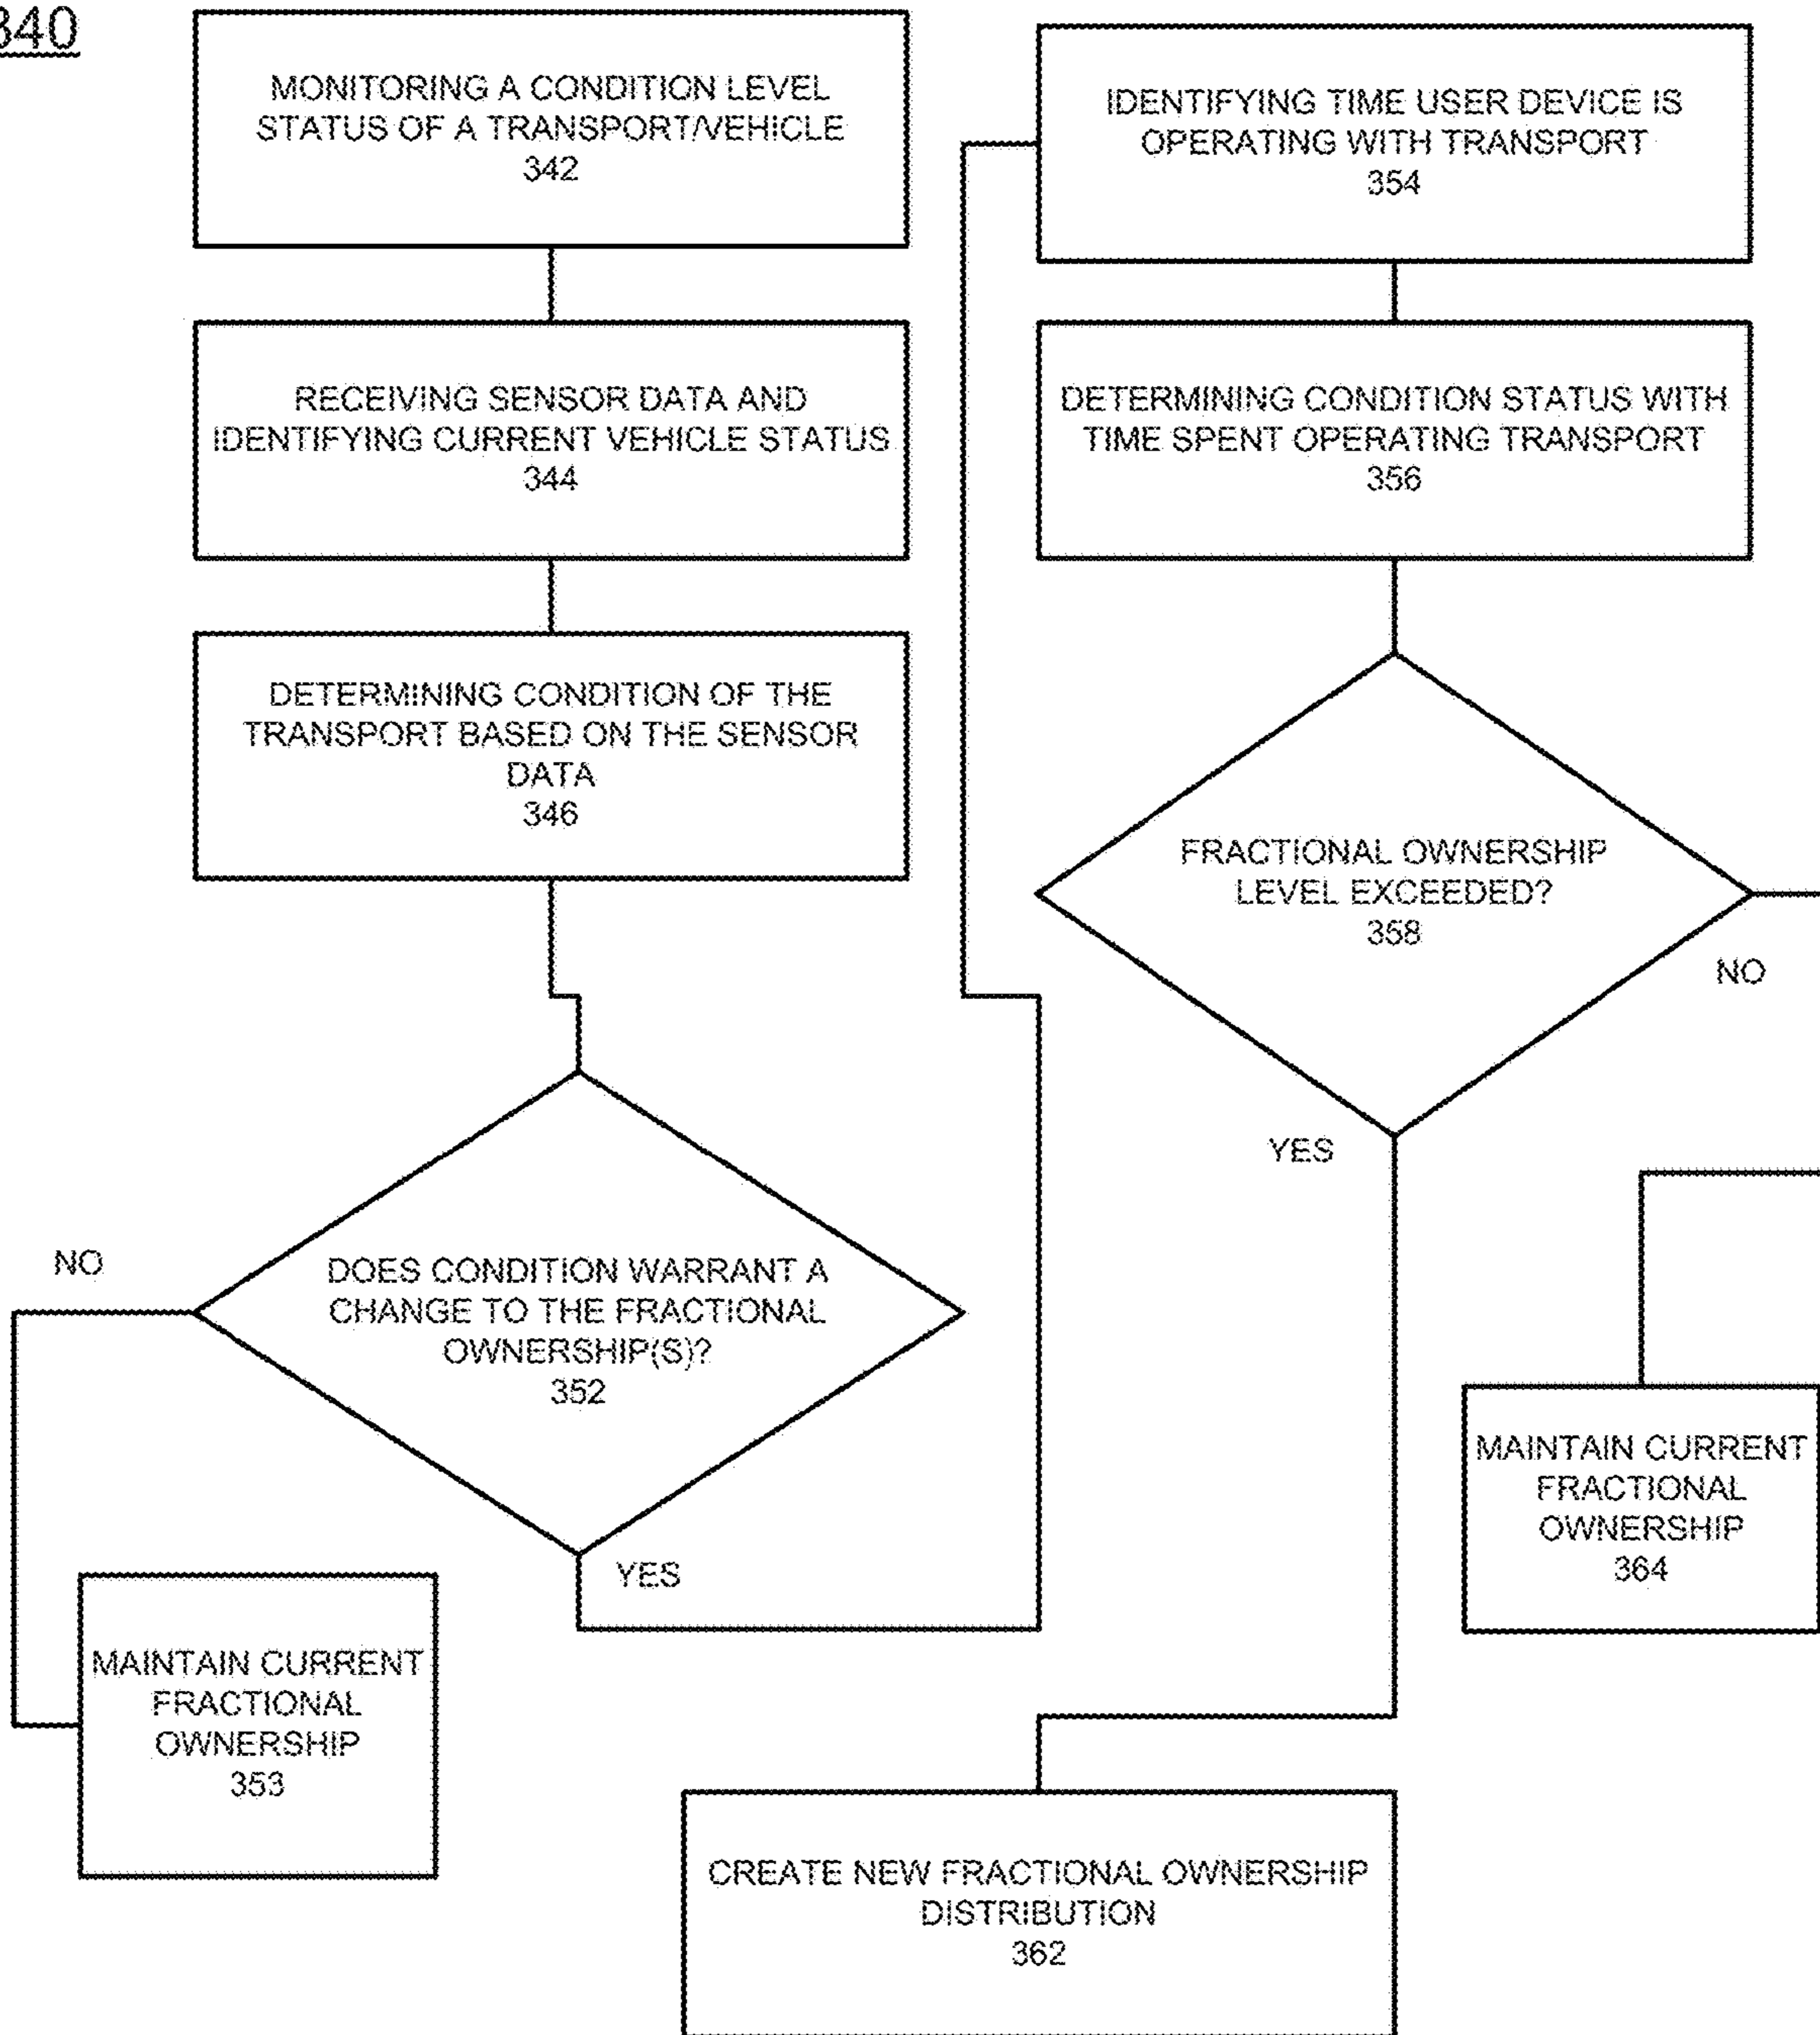 340
MONITORING A CONDITION LEVEL
STATUS OF A TRANSPORT/VEHICLE
342
RECEIVING SENSOR DATA AND
IDENTIFYING CURRENT VEHICLE STATUS
344
DETERMINING CONDITION OF THE
TRANSPORT BASED ON THE SENSOR
DATA
346
DOES CONDITION WARRANT A
CHANGE TO THE FRACTIONAL
OWNERSHIP(S)?
352
NO
YES
MAINTAIN CURRENT
FRACTIONAL
OWNERSHIP
353
IDENTIFYING TIME USER DEVICE IS
OPERATING WITH TRANSPORT
354
DETERMINING CONDITION STATUS WITH
TIME SPENT OPERATING TRANSPORT
356
FRACTIONAL OWNERSHIP
LEVEL EXCEEDED?
358
NO
YES
MAINTAIN CURRENT
FRACTIONAL
OWNERSHIP
364
CREATE NEW FRACTIONAL OWNERSHIP
DISTRIBUTION
362